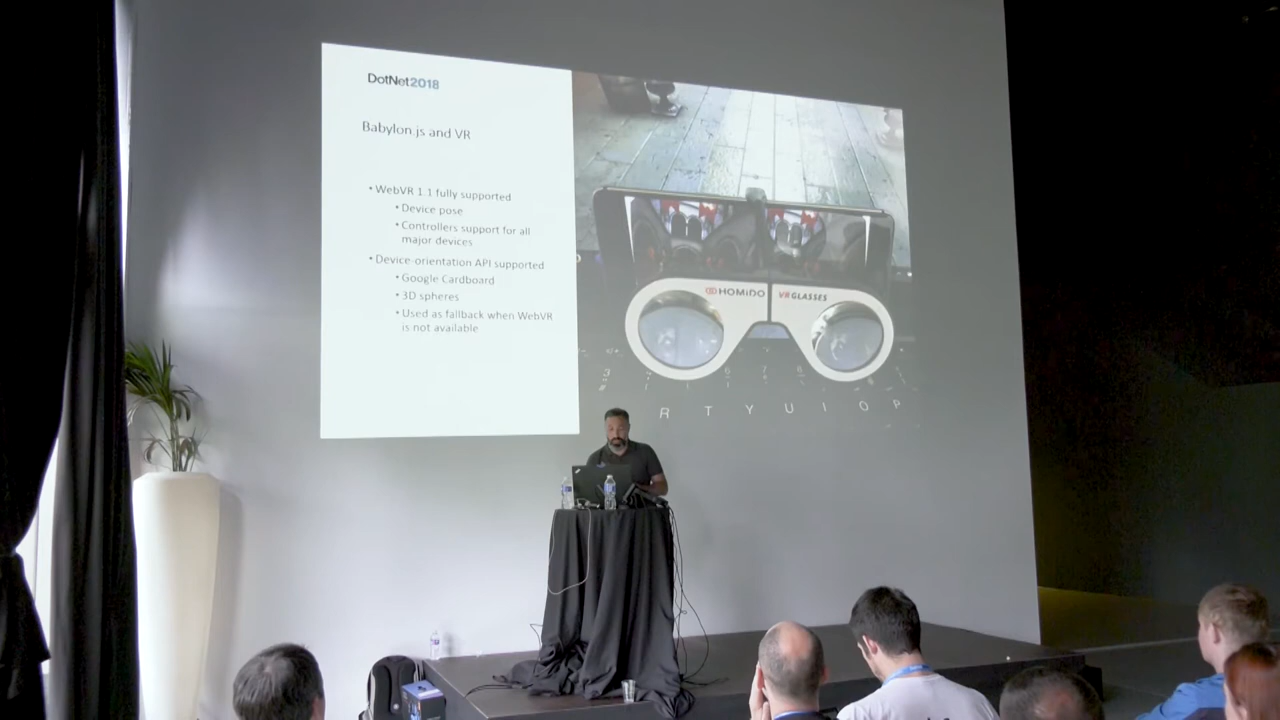 DotNet2018
Babylon.js and VR
• WebVR 1.1 fully supported
• Device pose
• Controllers support for all
major devices
• Device-orientation API supported
• Google Cardboard
• 3D spheres
• Used as fallback when WebVR
is not available
HOMiDO VR GLASSES
R T Y U I O P